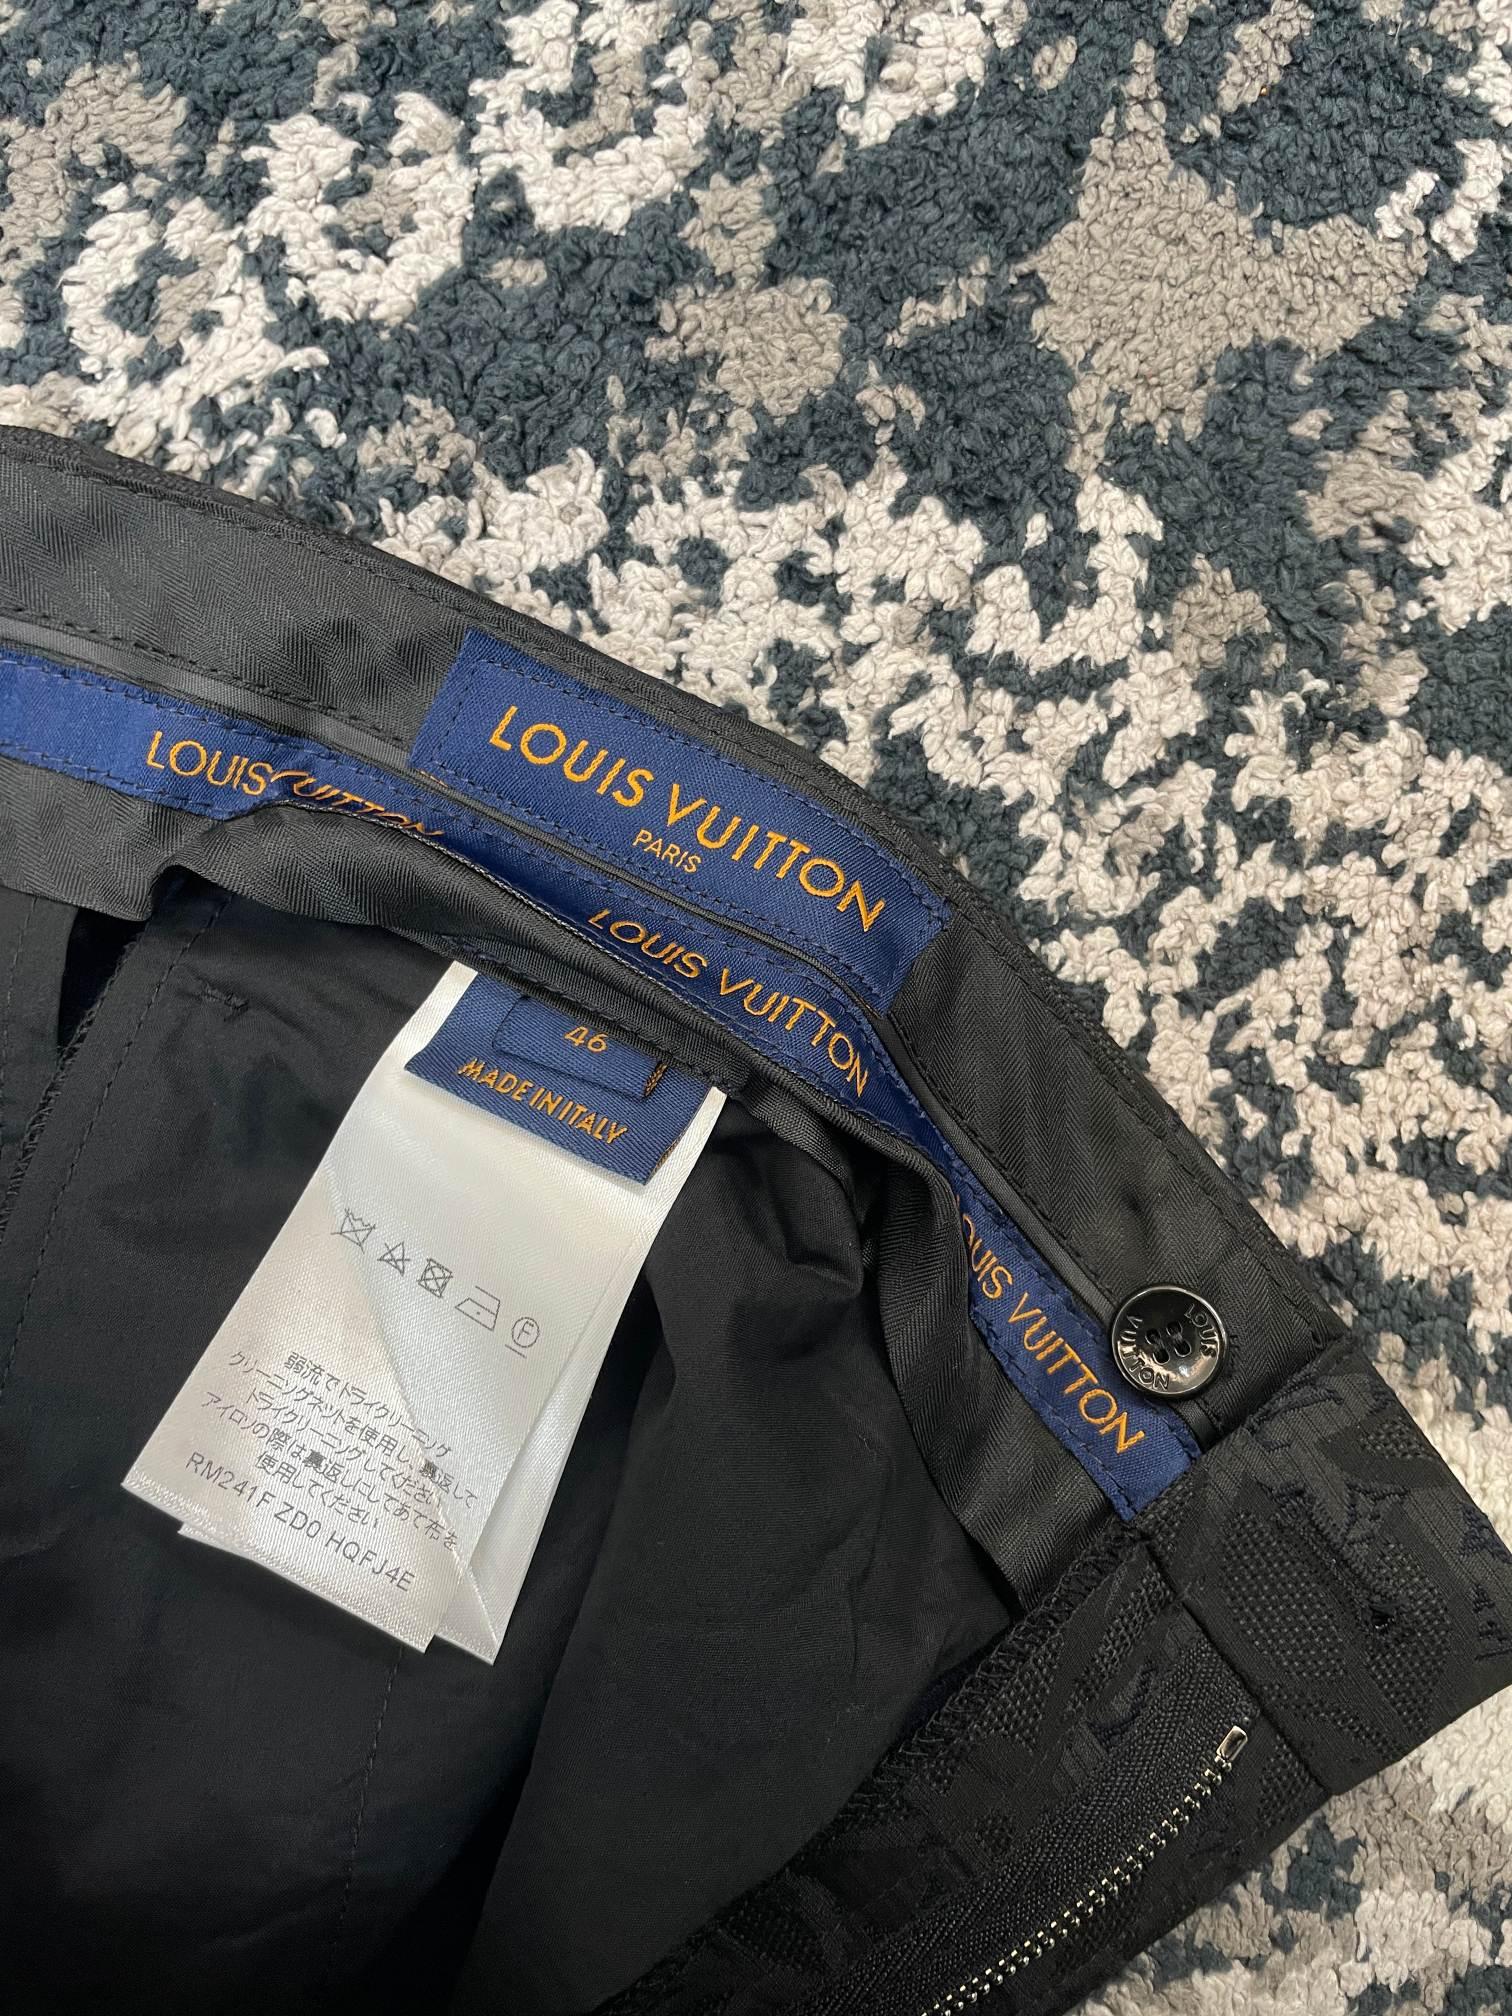 LOUIS VUITTON
PARIS
LOUIS VUITTON
LOUIS VUITTON
LOUIS VUITTON
LOUIS VUITTON
46
MADE IN ITALY
F
弱流でドライクリーニング
クリーニングネットを使用し、裏返して
ドライクリーニングしてください
アイロンの際は裏返しにしてあて布を
使用してください
RM241F ZD0 HQFJ4E